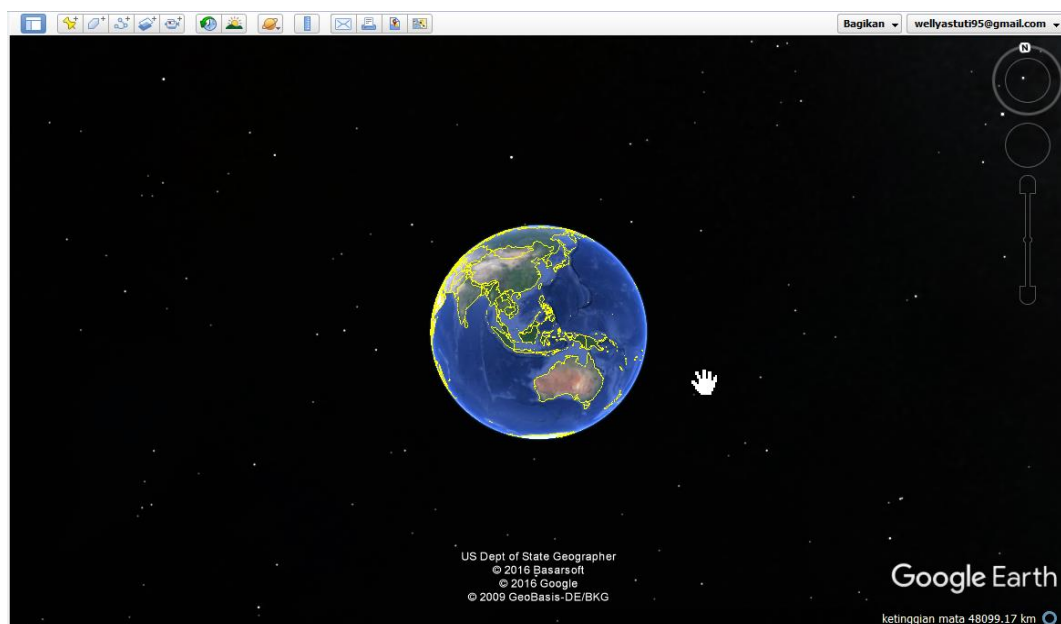 Bagikan
wellyastuti95@gmail.com
N
US Dept of State Geographer
© 2016 Basarsoft
© 2016 Google
© 2009 GeoBasis-DE/BKG
Google Earth
ketinggian mata 48099.17 km